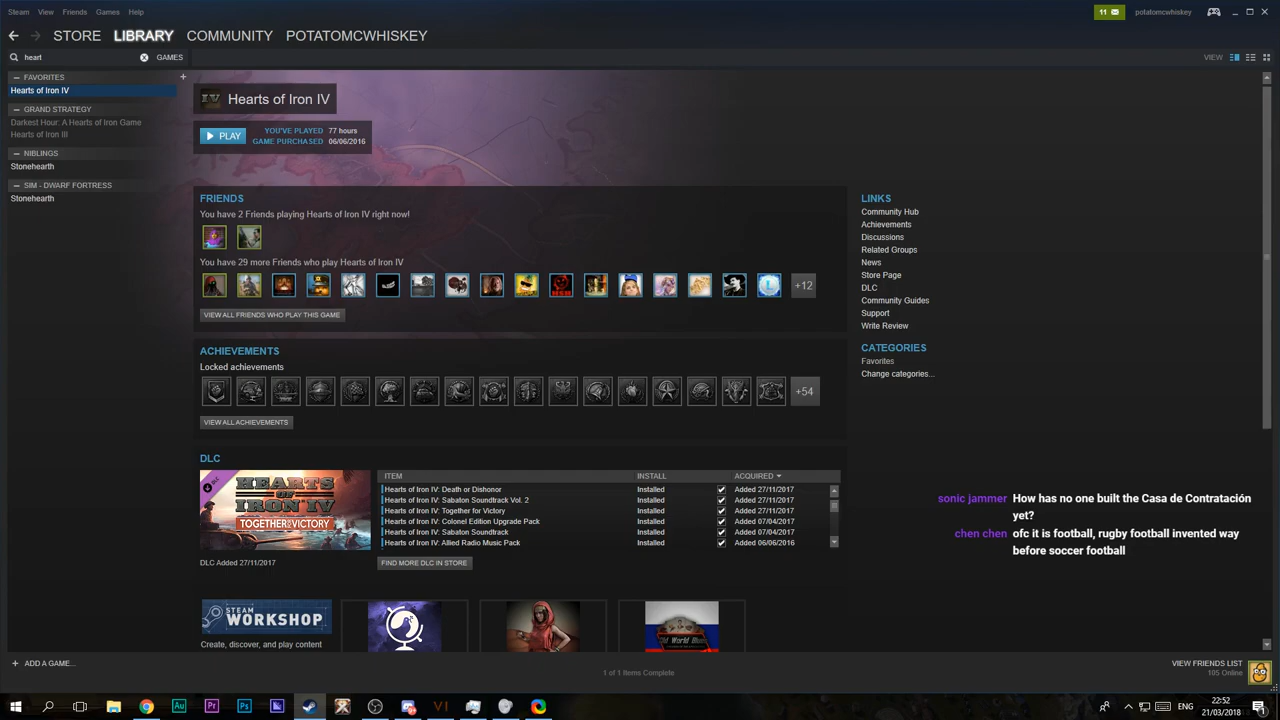 Steam View Friends Games Help
11 potatomcwhiskey
STORE LIBRARY COMMUNITY POTATOMCWHISKEY
heart GAMES VIEW
FAVORITES
Hearts of Iron IV
GRAND STRATEGY
Darkest Hour: A Hearts of Iron Game
Hearts of Iron III
NIBLINGS
Stonehearth
SIM - DWARF FORTRESS
Stonehearth
IV Hearts of Iron IV
PLAY
YOU'VE PLAYED 77 hours
GAME PURCHASED 06/06/2016
FRIENDS
You have 2 Friends playing Hearts of Iron IV right now!
You have 29 more Friends who play Hearts of Iron IV
+12
VIEW ALL FRIENDS WHO PLAY THIS GAME
ACHIEVEMENTS
Locked achievements
+54
VIEW ALL ACHIEVEMENTS
DLC
HEARTS
OF
IRON IV
TOGETHER FOR VICTORY
DLC Added 27/11/2017
ITEM INSTALL ACQUIRED
Hearts of Iron IV: Death or Dishonor Installed Added 27/11/2017
Hearts of Iron IV: Sabaton Soundtrack Vol. 2 Installed Added 27/11/2017
Hearts of Iron IV: Together for Victory Installed Added 27/11/2017
Hearts of Iron IV: Colonel Edition Upgrade Pack Installed Added 07/04/2017
Hearts of Iron IV: Sabaton Soundtrack Installed Added 07/04/2017
Hearts of Iron IV: Allied Radio Music Pack Installed Added 06/06/2016
FIND MORE DLC IN STORE
STEAM
WORKSHOP
Create, discover, and play content
Old World Blues
LINKS
Community Hub
Achievements
Discussions
Related Groups
News
Store Page
DLC
Community Guides
Support
Write Review
CATEGORIES
Favorites
Change categories...
sonic jammer How has no one built the Casa de Contratación
yet?
chen chen ofc it is football, rugby football invented way
before soccer football
ADD A GAME...
1 of 1 Items Complete
VIEW FRIENDS LIST
105 Online
Au Pr Ps VI
ENG
22:52
21/03/2018
1